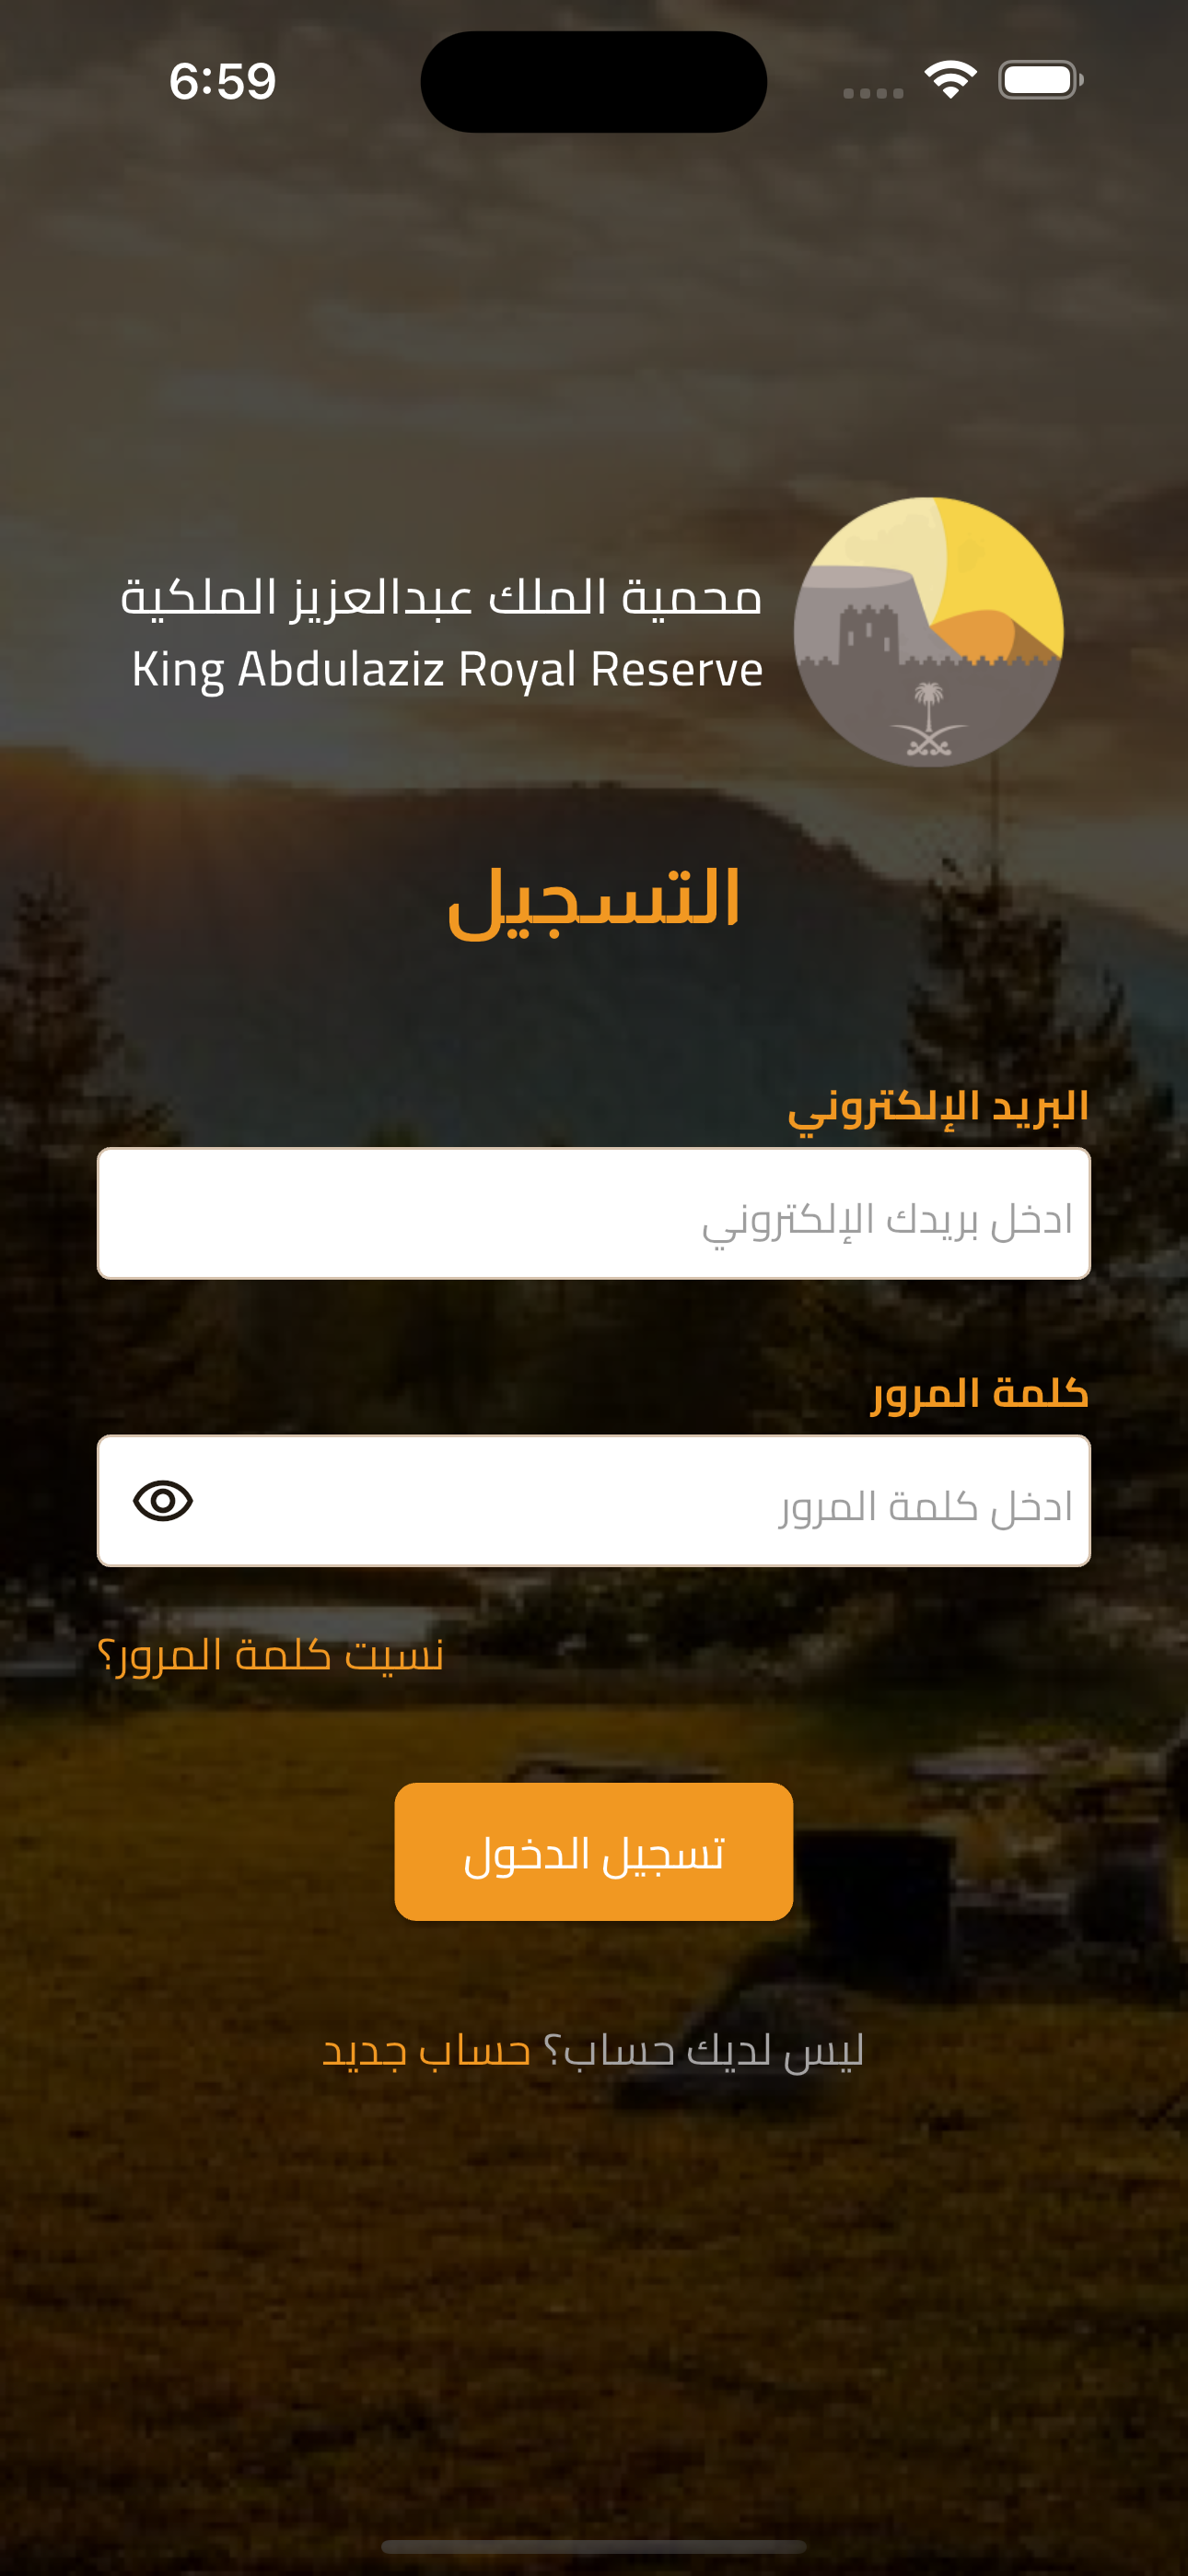 6:59
محمية الملك عبدالعزيز الملكية
King Abdulaziz Royal Reserve
التسجيل
البريد الإلكتروني
ادخل بريدك الإلكتروني
كلمة المرور
ادخل كلمة المرور
نسيت كلمة المرور؟
تسجيل الدخول
ليس لديك حساب؟ حساب جديد